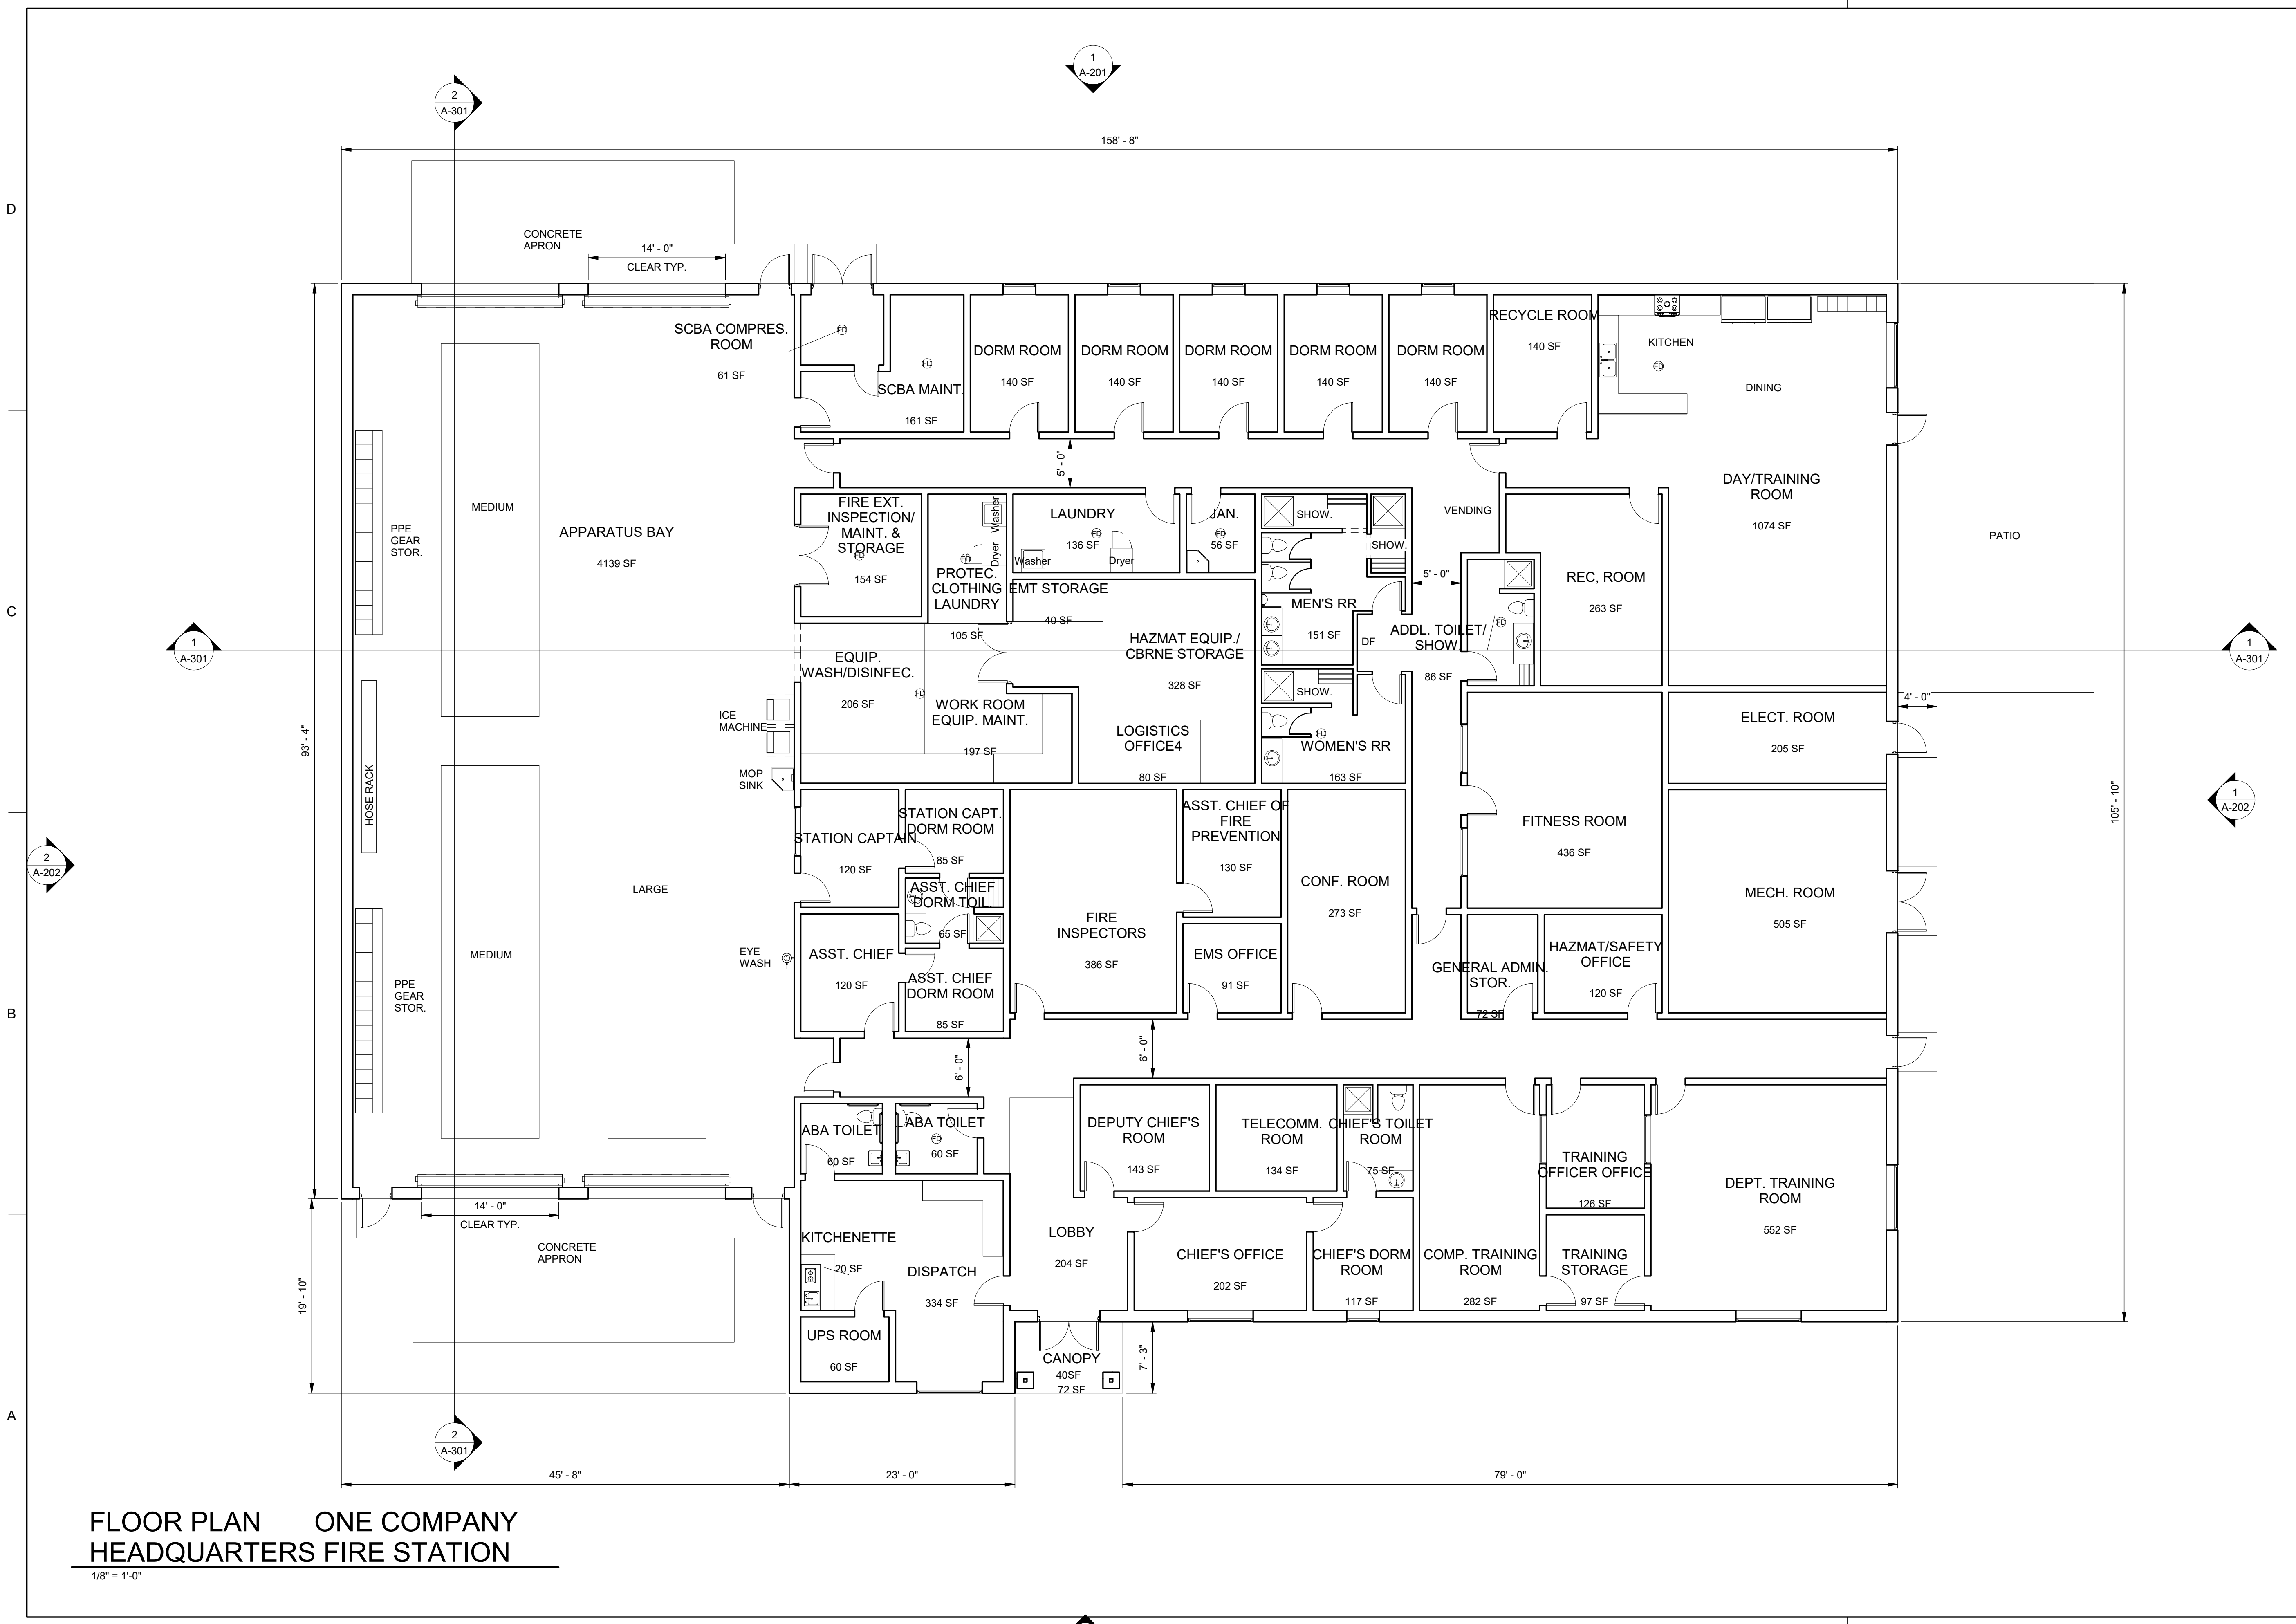 1
A-201
2
A-301
158' - 8"
D
CONCRETE
APRON
14' - 0"
CLEAR TYP.
SCBA COMPRES.
ROOM
61 SF
FD
FD
SCBA MAINT.
161 SF
DORM ROOM
140 SF
DORM ROOM
140 SF
DORM ROOM
140 SF
DORM ROOM
140 SF
DORM ROOM
140 SF
RECYCLE ROOM
140 SF
KITCHEN
FD
DINING
5' - 0"
MEDIUM
PPE
GEAR
STOR.
APPARATUS BAY
4139 SF
FIRE EXT.
INSPECTION/
MAINT. &
STORAGE
FD
154 SF
Washer
Dryer
FD
PROTEC.
CLOTHING
LAUNDRY
105 SF
LAUNDRY
FD
136 SF
Washer
Dryer
JAN.
FD
56 SF
SHOW.
SHOW.
VENDING
DAY/TRAINING
ROOM
1074 SF
PATIO
5' - 0"
REC, ROOM
263 SF
C
EMT STORAGE
40 SF
HAZMAT EQUIP./
CBRNE STORAGE
328 SF
MEN'S RR
151 SF
DF
ADDL. TOILET/
SHOW.
86 SF
FD
1
A-301
1
A-301
EQUIP.
WASH/DISINFEC.
206 SF
FD
WORK ROOM
EQUIP. MAINT.
197 SF
LOGISTICS
OFFICE4
80 SF
SHOW.
FD
WOMEN'S RR
163 SF
4' - 0"
ELECT. ROOM
205 SF
ICE
MACHINE
MOP
SINK
93' - 4"
HOSE RACK
105' - 10"
1
A-202
2
A-202
STATION CAPTAIN
120 SF
STATION CAPT.
DORM ROOM
85 SF
ASST. CHIEF
DORM TOIL
65 SF
ASST. CHIEF OF
FIRE
PREVENTION
130 SF
CONF. ROOM
273 SF
FITNESS ROOM
436 SF
MECH. ROOM
505 SF
LARGE
MEDIUM
FIRE
INSPECTORS
386 SF
EYE
WASH
ASST. CHIEF
120 SF
ASST. CHIEF
DORM ROOM
85 SF
EMS OFFICE
91 SF
GENERAL ADMIN.
STOR.
72 SF
HAZMAT/SAFETY
OFFICE
120 SF
PPE
GEAR
STOR.
B
6' - 0"
6' - 0"
ABA TOILET
60 SF
ABA TOILET
FD
60 SF
DEPUTY CHIEF'S
ROOM
143 SF
TELECOMM.
ROOM
134 SF
CHIEF'S TOILET
ROOM
75 SF
TRAINING
OFFICER OFFICE
126 SF
DEPT. TRAINING
ROOM
552 SF
14' - 0"
CLEAR TYP.
CONCRETE
APPRON
KITCHENETTE
20 SF
DISPATCH
334 SF
LOBBY
204 SF
CHIEF'S OFFICE
202 SF
CHIEF'S DORM
ROOM
117 SF
COMP. TRAINING
ROOM
282 SF
TRAINING
STORAGE
97 SF
19' - 10"
UPS ROOM
60 SF
CANOPY
40SF
72 SF
7' - 3"
A
2
A-301
45' - 8"
23' - 0"
79' - 0"
FLOOR PLAN ONE COMPANY
HEADQUARTERS FIRE STATION
1/8" = 1'-0"